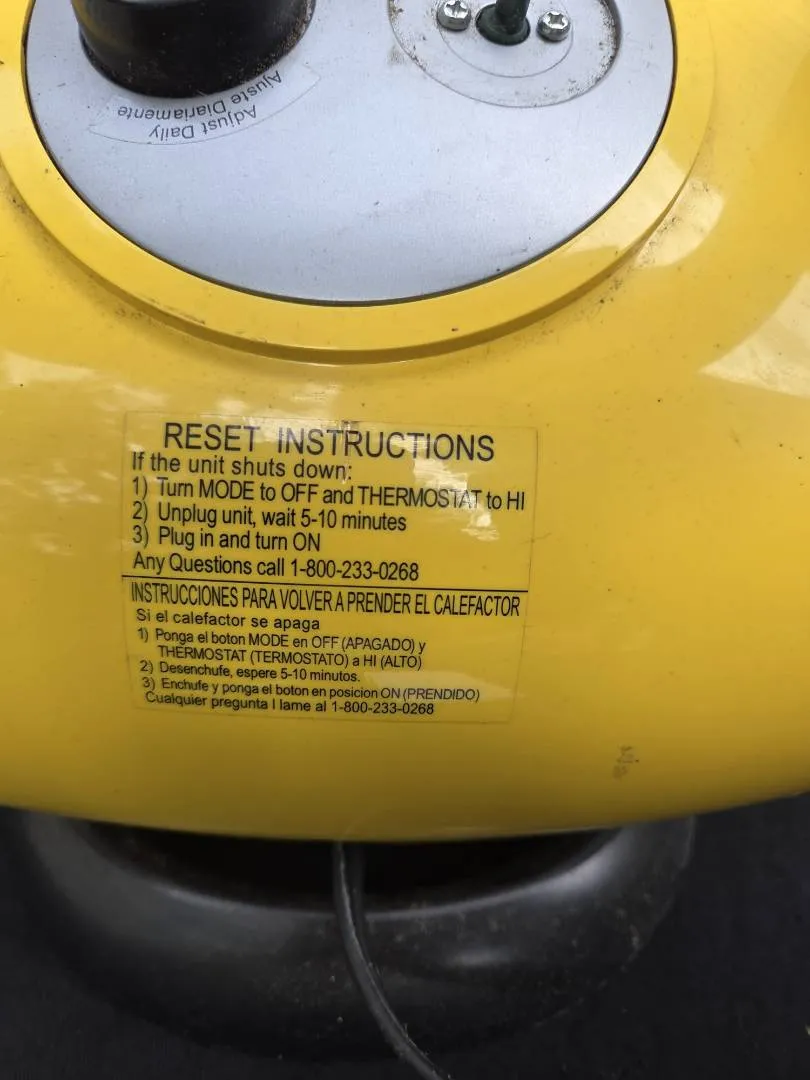 Adjust Daily
Ajuste Diariamente
RESET INSTRUCTIONS
If the unit shuts down:
1) Turn MODE to OFF and THERMOSTAT to HI
2) Unplug unit, wait 5-10 minutes
3) Plug in and turn ON
Any Questions call 1-800-233-0268
INSTRUCCIONES PARA VOLVER A PRENDER EL CALEFACTOR
Si el calefactor se apaga
1) Ponga el boton MODE en OFF (APAGADO) y
THERMOSTAT (TERMOSTATO) a HI (ALTO)
2) Desenchufe, espere 5-10 minutos.
3) Enchufe y ponga el boton en posicion ON (PRENDIDO)
Cualquier pregunta l lame al 1-800-233-0268